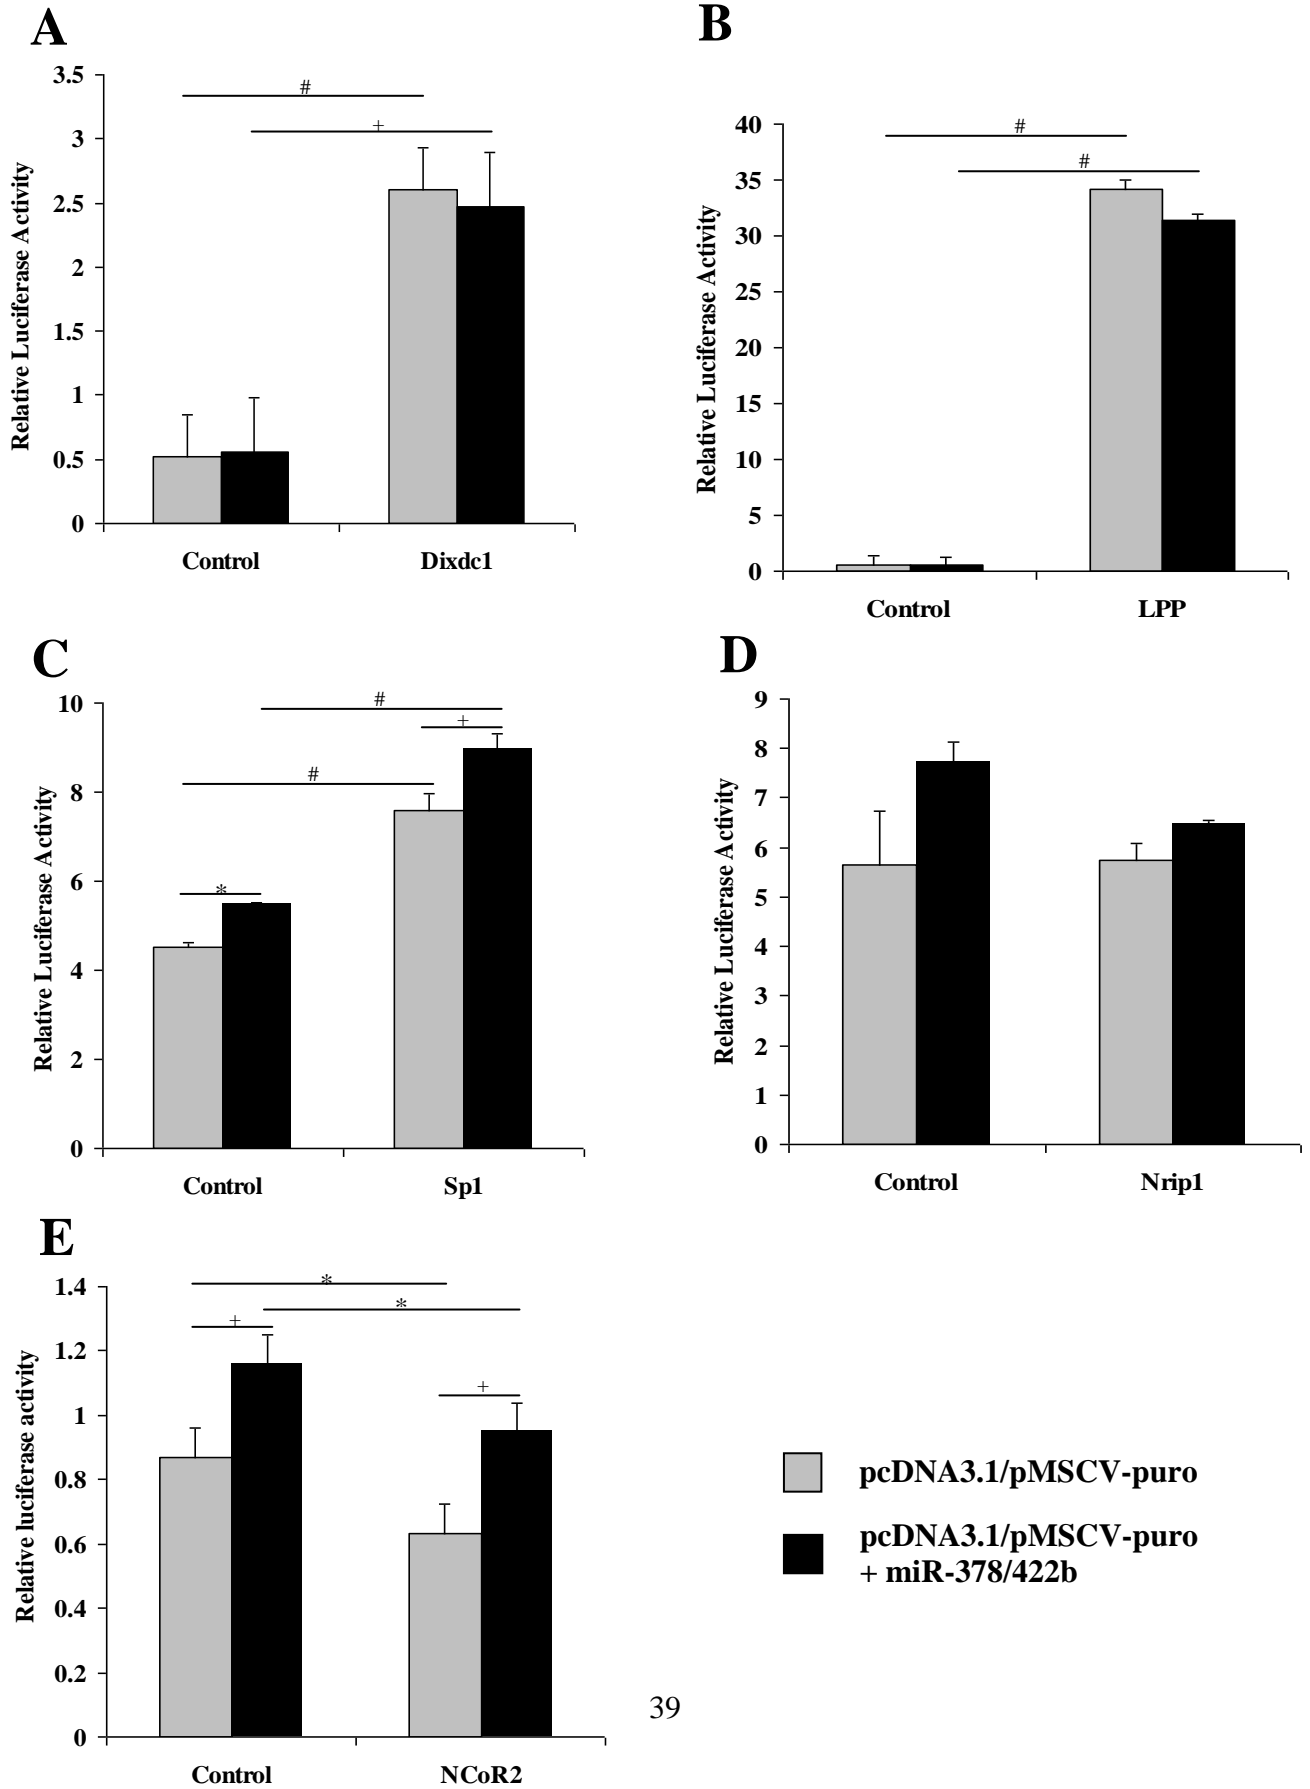 A
3.5
3
2.5
2
1.5
1
0.5
0
Relative Luciferase Activity
#
+
Control
Dixdc1
B
40
35
30
25
20
15
10
5
0
Relative Luciferase Activity
#
#
Control
LPP
C
10
8
6
4
2
0
Relative Luciferase Activity
#
+
#
*
Control
Sp1
D
9
8
7
6
5
4
3
2
1
0
Relative Luciferase Activity
Control
Nrip1
E
1.4
1.2
1
0.8
0.6
0.4
0.2
0
Relative luciferase activity
*
*
+
+
Control
NCoR2
pcDNA3.1/pMSCV-puro
pcDNA3.1/pMSCV-puro
+ miR-378/422b
39